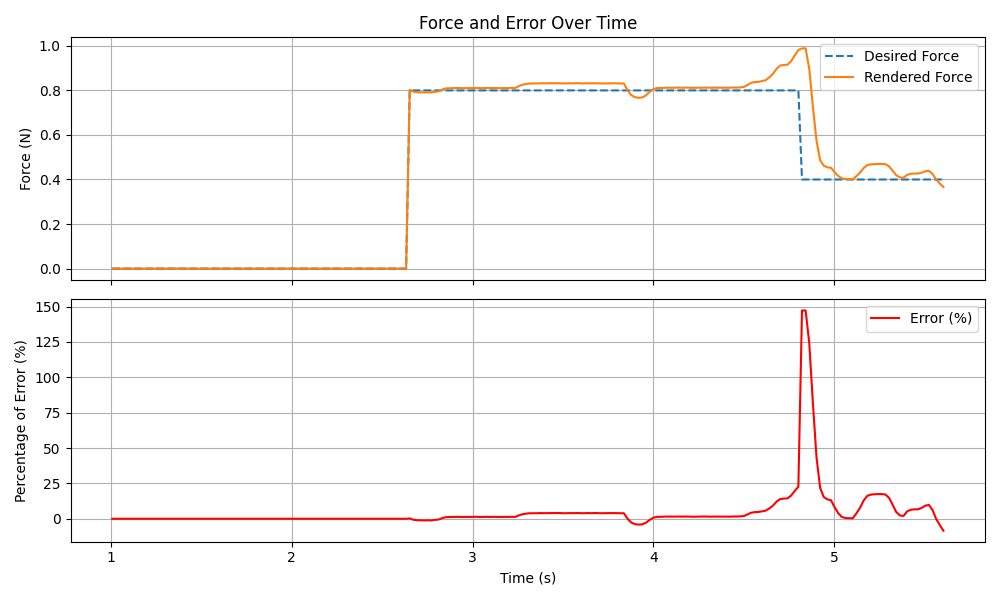 Force and Error Over Time
Force (N)
1.0
0.8
0.6
0.4
0.2
0.0
Desired Force
Rendered Force
Percentage of Error (%)
150
125
100
75
50
25
0
Error (%)
1 2 3 4 5
Time (s)